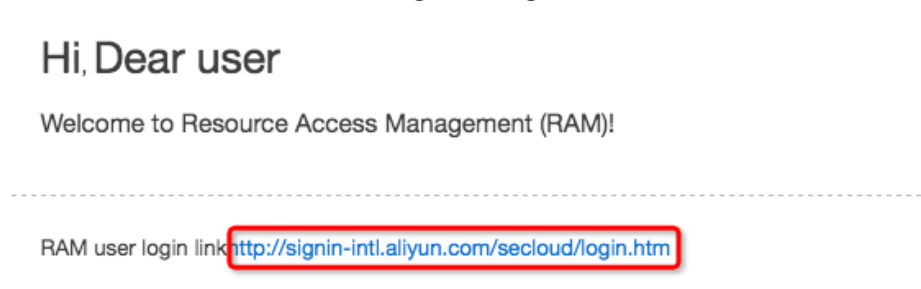 Hi, Dear user
Welcome to Resource Access Management (RAM)!
RAM user login link http://signin-intl.aliyun.com/secloud/login.htm